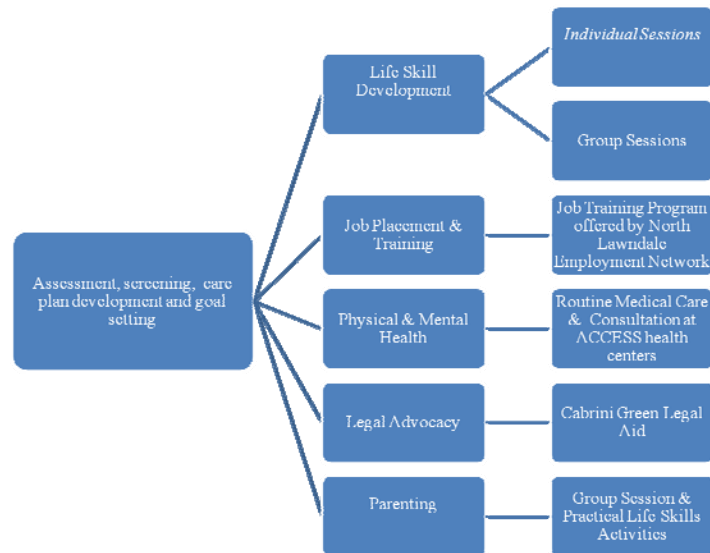 Individual Sessions
Life Skill
Development
Group Sessions
Job Placement &
Training
Job Training Program
offered by North
Lawndale
Employment Network
Assessment, screening, care
plan development and goal
setting
Physical & Mental
Health
Routine Medical Care
& Consultation at
ACCESS health
centers
Legal Advocacy
Cabrini Green Legal
Aid
Parenting
Group Session &
Practical Life Skills
Activities